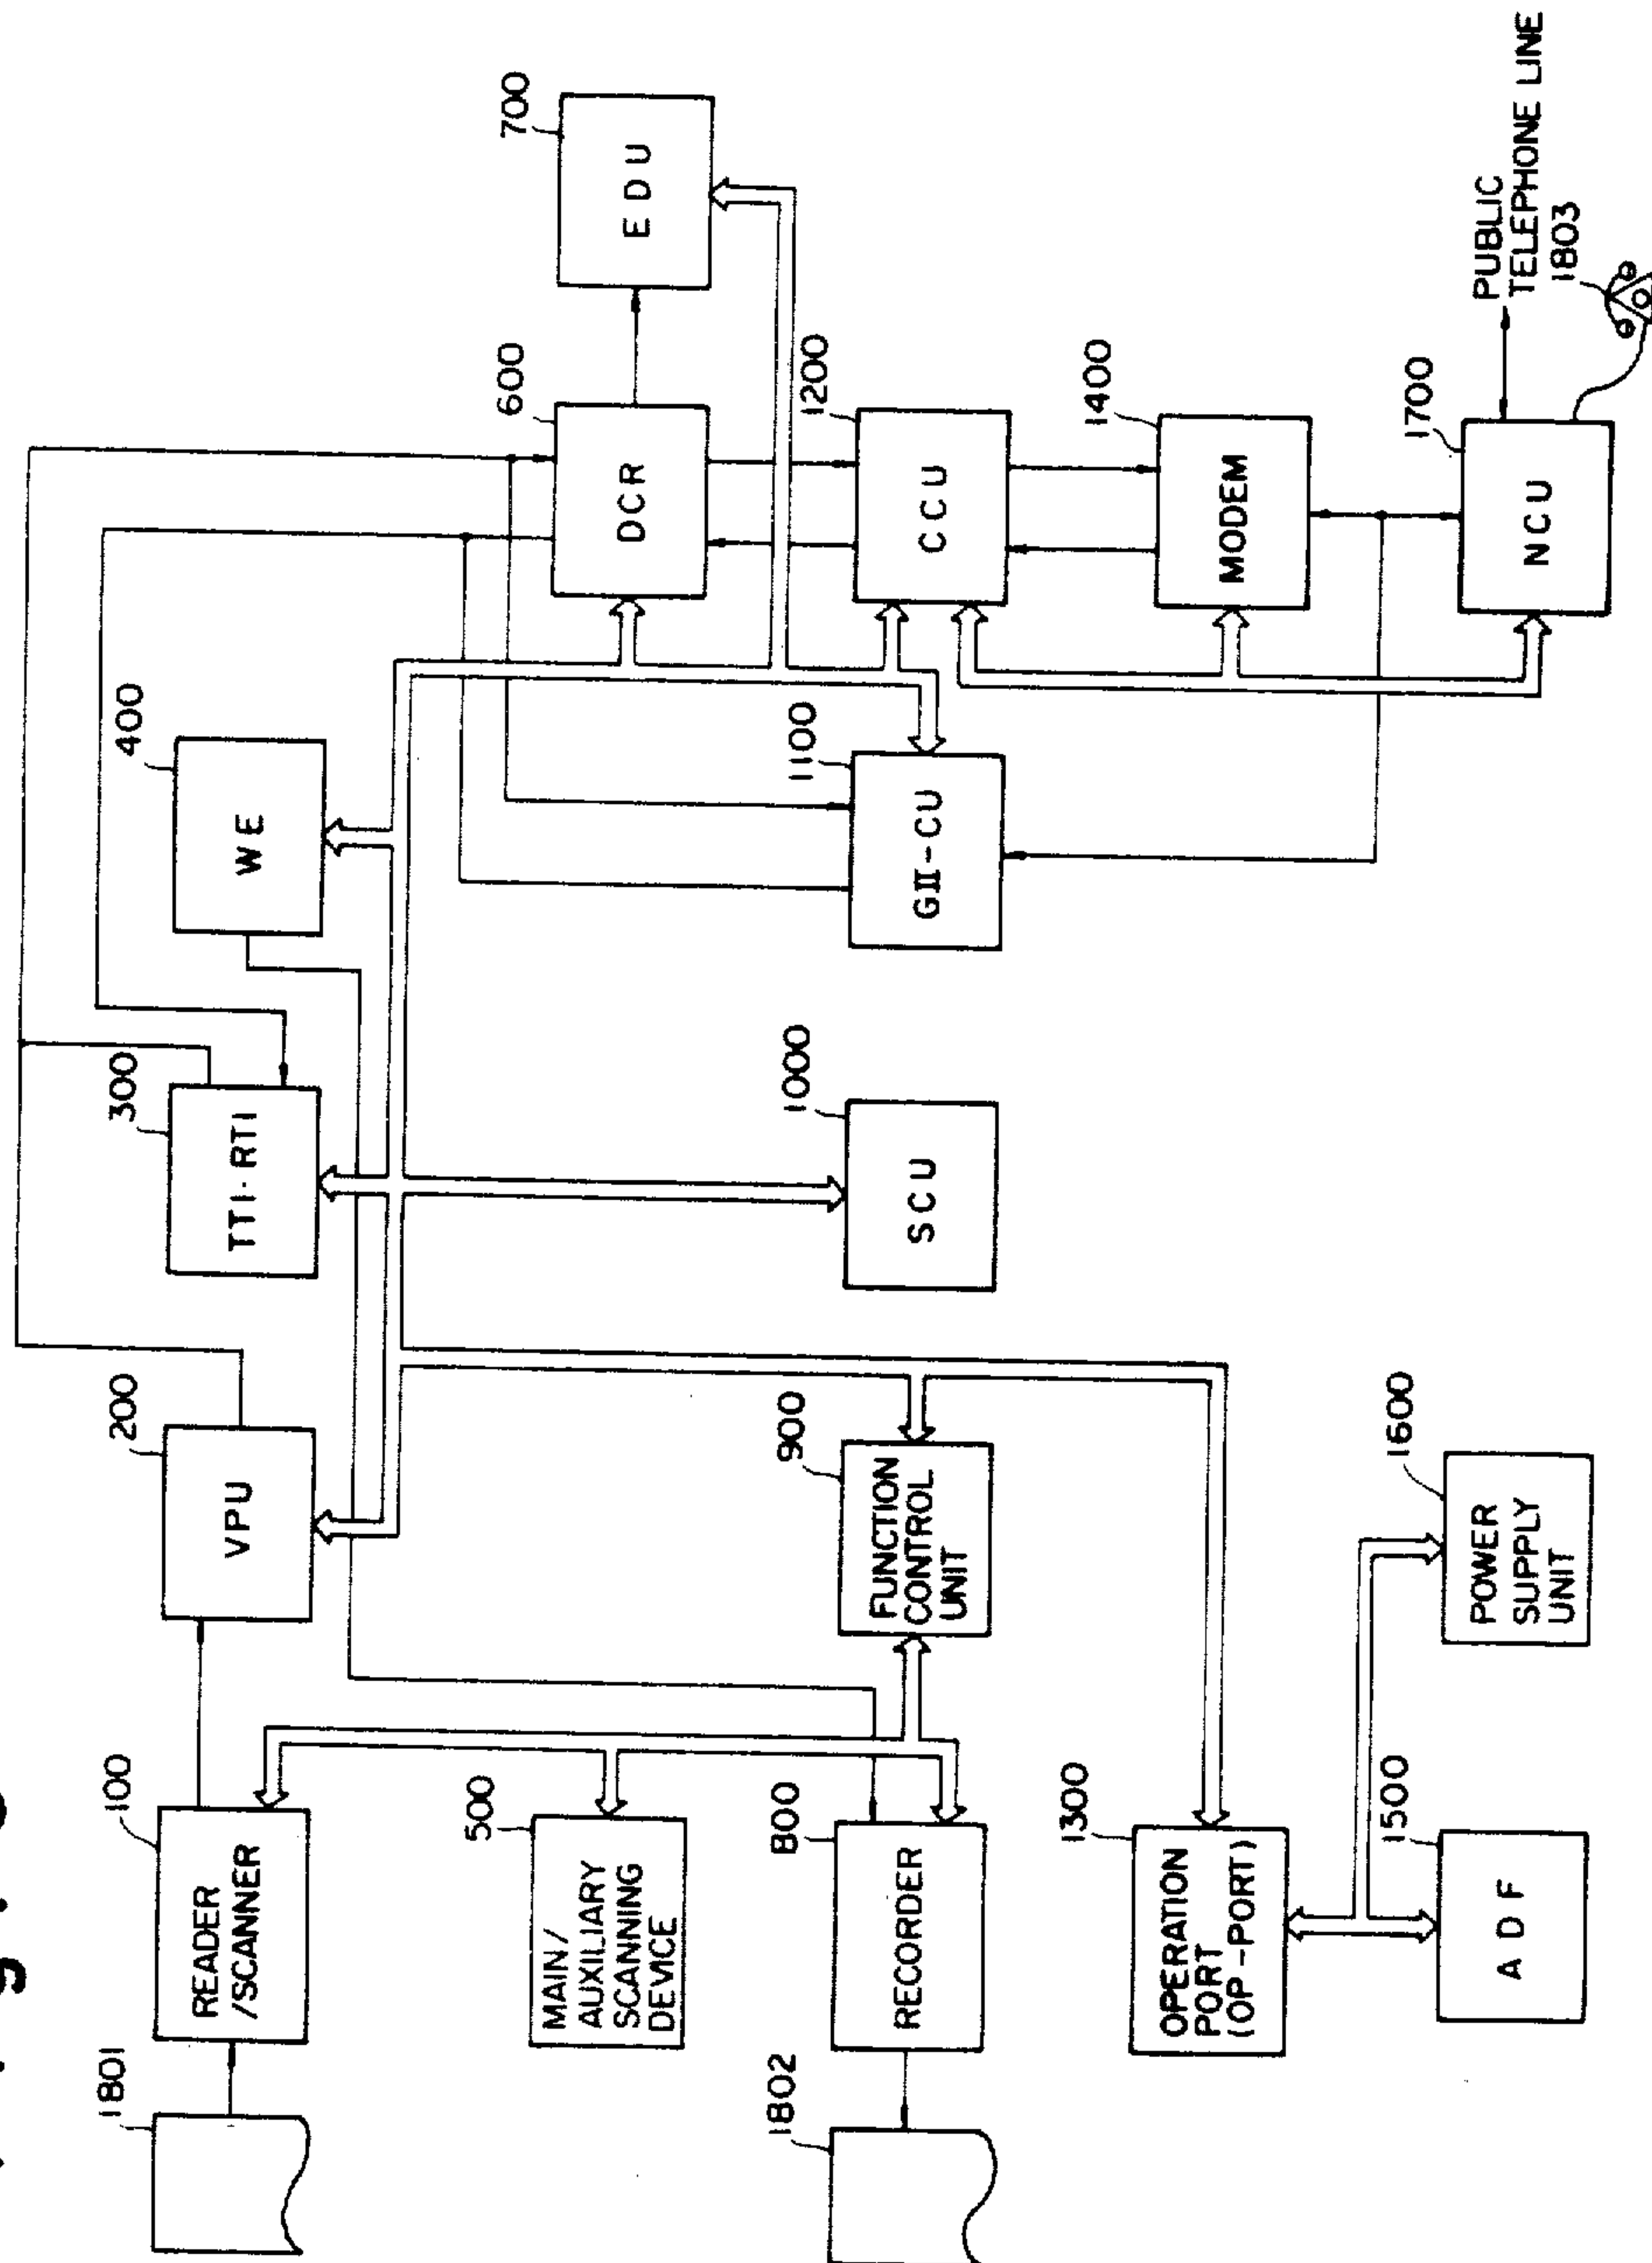 1801
100
READER
/SCANNER
200
VPU
300
TTI·RTI
400
WE
500
MAIN/
AUXILIARY
SCANNING
DEVICE
600
DCR
700
EDU
1802
800
RECORDER
900
FUNCTION
CONTROL
UNIT
1000
SCU
1100
GII-CU
1200
CCU
1300
OPERATION
PORT
(OP-PORT)
1400
MODEM
1500
ADF
1600
POWER
SUPPLY
UNIT
1700
NCU
PUBLIC
TELEPHONE LINE
1803